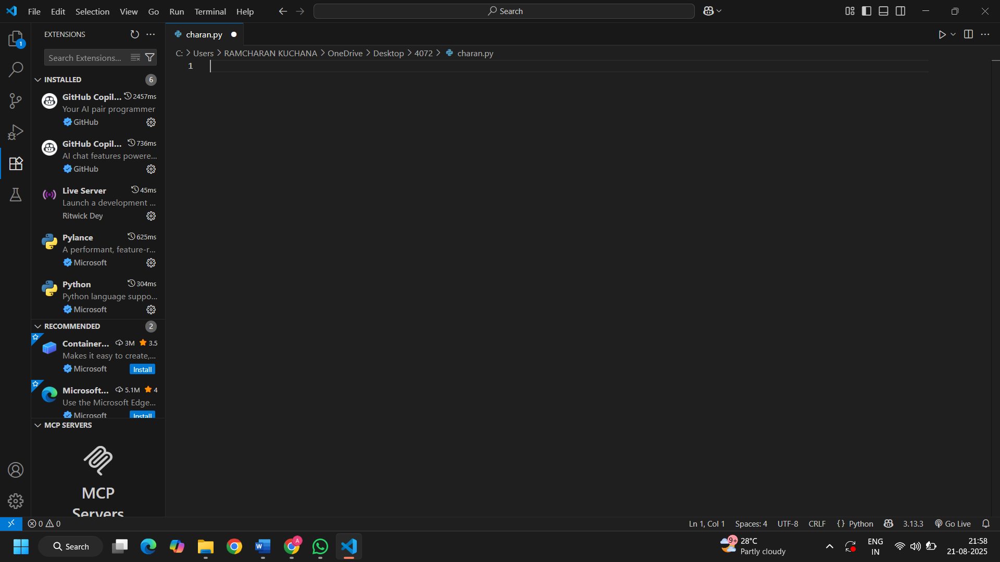 File Edit Selection View Go Run Terminal Help
Search
EXTENSIONS
1
Search Extensions...
INSTALLED 6
GitHub Copil... 2457ms
Your AI pair programmer
GitHub
GitHub Copil... 736ms
AI chat features powere...
GitHub
Live Server 45ms
Launch a development ...
Ritwick Dey
Pylance 625ms
A performant, feature-r...
Microsoft
Python 304ms
Python language suppo...
Microsoft
RECOMMENDED 2
Container... 3M 3.5
Makes it easy to create,...
Microsoft Install
Microsoft... 5.1M 4
Use the Microsoft Edge...
Microsoft Install
MCP SERVERS
MCP
Servers
charan.py
C: > Users > RAMCHARAN KUCHANA > OneDrive > Desktop > 4072 > charan.py
1
0 0
Ln 1, Col 1 Spaces: 4 UTF-8 CRLF {} Python 3.13.3 Go Live
Search
A
9+
28°C
Partly cloudy
ENG
IN
21:58
21-08-2025